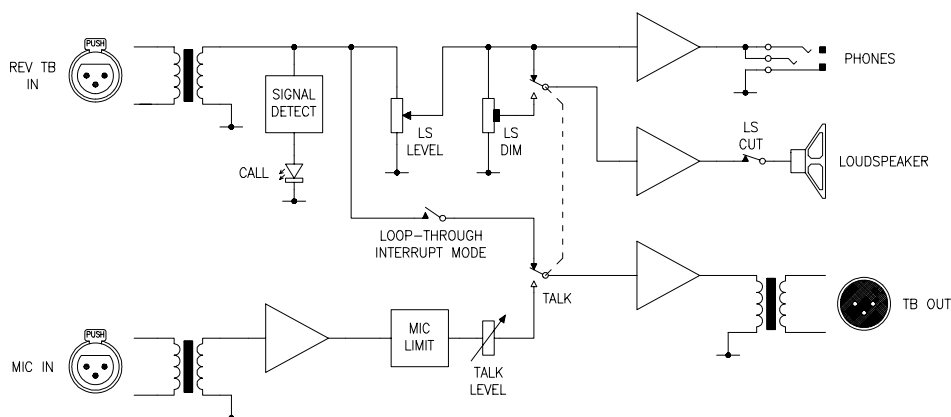 PUSH
REV TB
IN
SIGNAL
DETECT
CALL
LS
LEVEL
LS
DIM
PHONES
LS
CUT
LOUDSPEAKER
LOOP-THROUGH
INTERRUPT MODE
TALK
TB OUT
PUSH
MIC IN
MIC
LIMIT
TALK
LEVEL